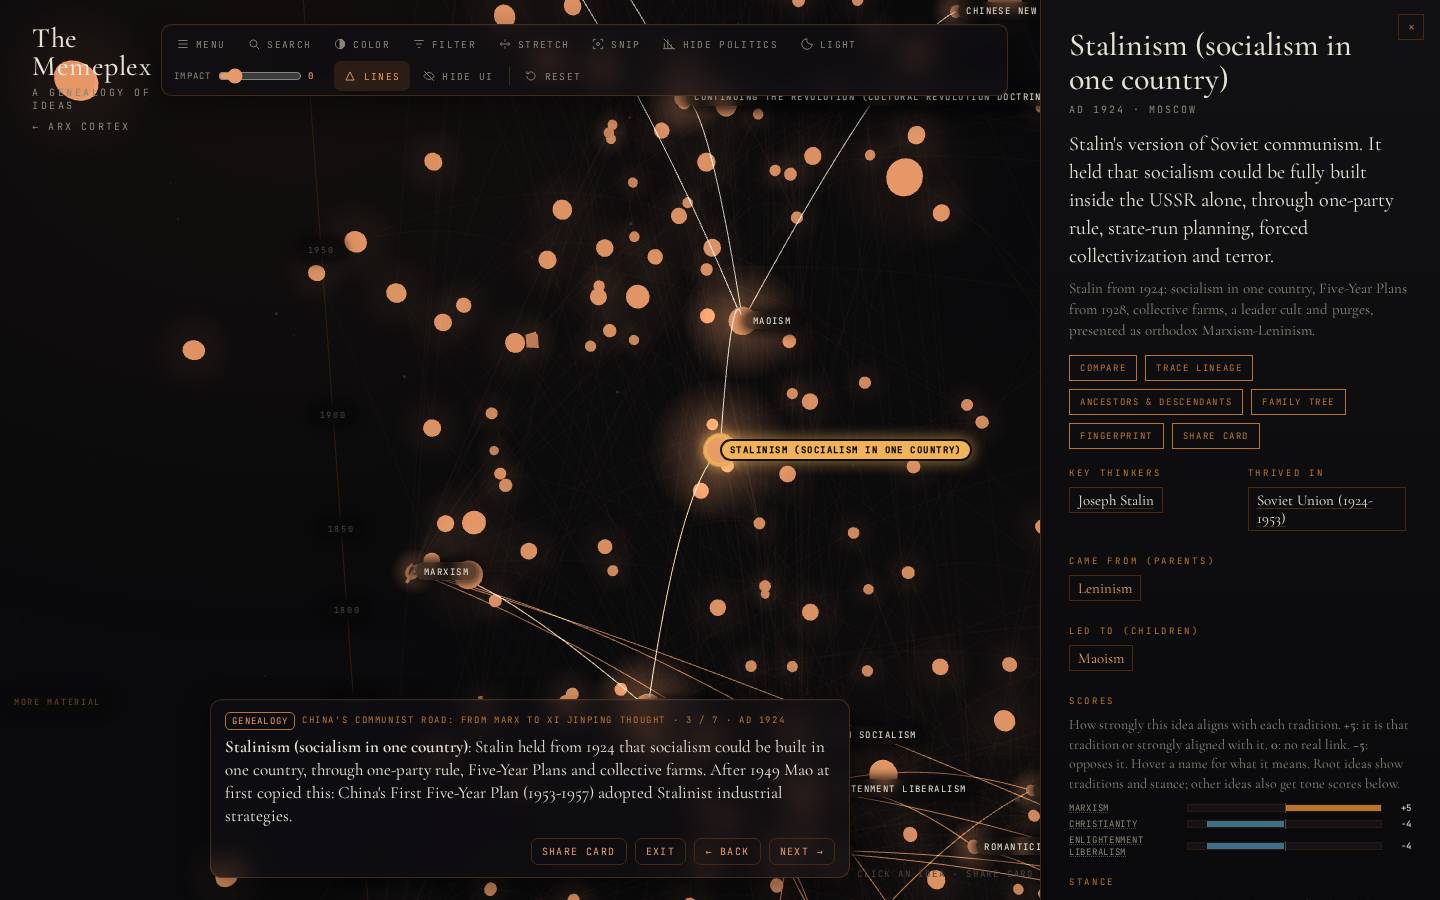 The
Memeplex
A GENEALOGY OF
IDEAS
← ARX CORTEX
MENU
SEARCH
COLOR
FILTER
STRETCH
SNIP
HIDE POLITICS
LIGHT
IMPACT
0
LINES
HIDE UI
RESET
CHINESE NEW
CONTINUING THE REVOLUTION (CULTURAL REVOLUTION DOCTRIN
1950
MAOISM
1900
STALINISM (SOCIALISM IN ONE COUNTRY)
1850
MARXISM
1800
MORE MATERIAL
SOCIALISM
TENMENT LIBERALISM
ROMANTICI
CLICK AN IDEA · SHARE CARD
GENEALOGY
CHINA'S COMMUNIST ROAD: FROM MARX TO XI JINPING THOUGHT · 3 / 7 · AD 1924
Stalinism (socialism in one country): Stalin held from 1924 that socialism could be built in
one country, through one-party rule, Five-Year Plans and collective farms. After 1949 Mao at
first copied this: China's First Five-Year Plan (1953-1957) adopted Stalinist industrial
strategies.
SHARE CARD
EXIT
← BACK
NEXT →
×
Stalinism (socialism in
one country)
AD 1924 · MOSCOW
Stalin's version of Soviet communism. It
held that socialism could be fully built
inside the USSR alone, through one-party
rule, state-run planning, forced
collectivization and terror.
Stalin from 1924: socialism in one country, Five-Year Plans
from 1928, collective farms, a leader cult and purges,
presented as orthodox Marxism-Leninism.
COMPARE
TRACE LINEAGE
ANCESTORS & DESCENDANTS
FAMILY TREE
FINGERPRINT
SHARE CARD
KEY THINKERS
Joseph Stalin
THRIVED IN
Soviet Union (1924-
1953)
CAME FROM (PARENTS)
Leninism
LED TO (CHILDREN)
Maoism
SCORES
How strongly this idea aligns with each tradition. +5: it is that
tradition or strongly aligned with it. 0: no real link. −5:
opposes it. Hover a name for what it means. Root ideas show
traditions and stance; other ideas also get tone scores below.
MARXISM +5
CHRISTIANITY -4
ENLIGHTENMENT
LIBERALISM -4
STANCE